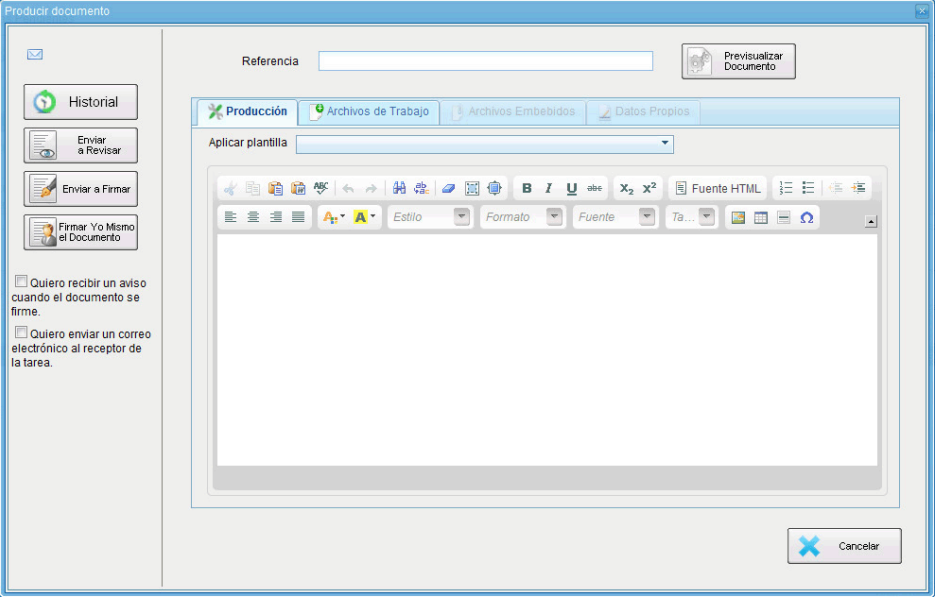 Producir documento
Referencia
Previsualizar
Documento
Historial
Enviar
a Revisar
Enviar a Firmar
Firmar Yo Mismo
el Documento
Quiero recibir un aviso
cuando el documento se
firme.
Quiero enviar un correo
electrónico al receptor de
la tarea.
Producción
Archivos de Trabajo
Archivos Embebidos
Datos Propios
Aplicar plantilla
ABC
B I U abc X₂ X² Fuente HTML
A A Estilo Formato Fuente Ta... Ω
Cancelar